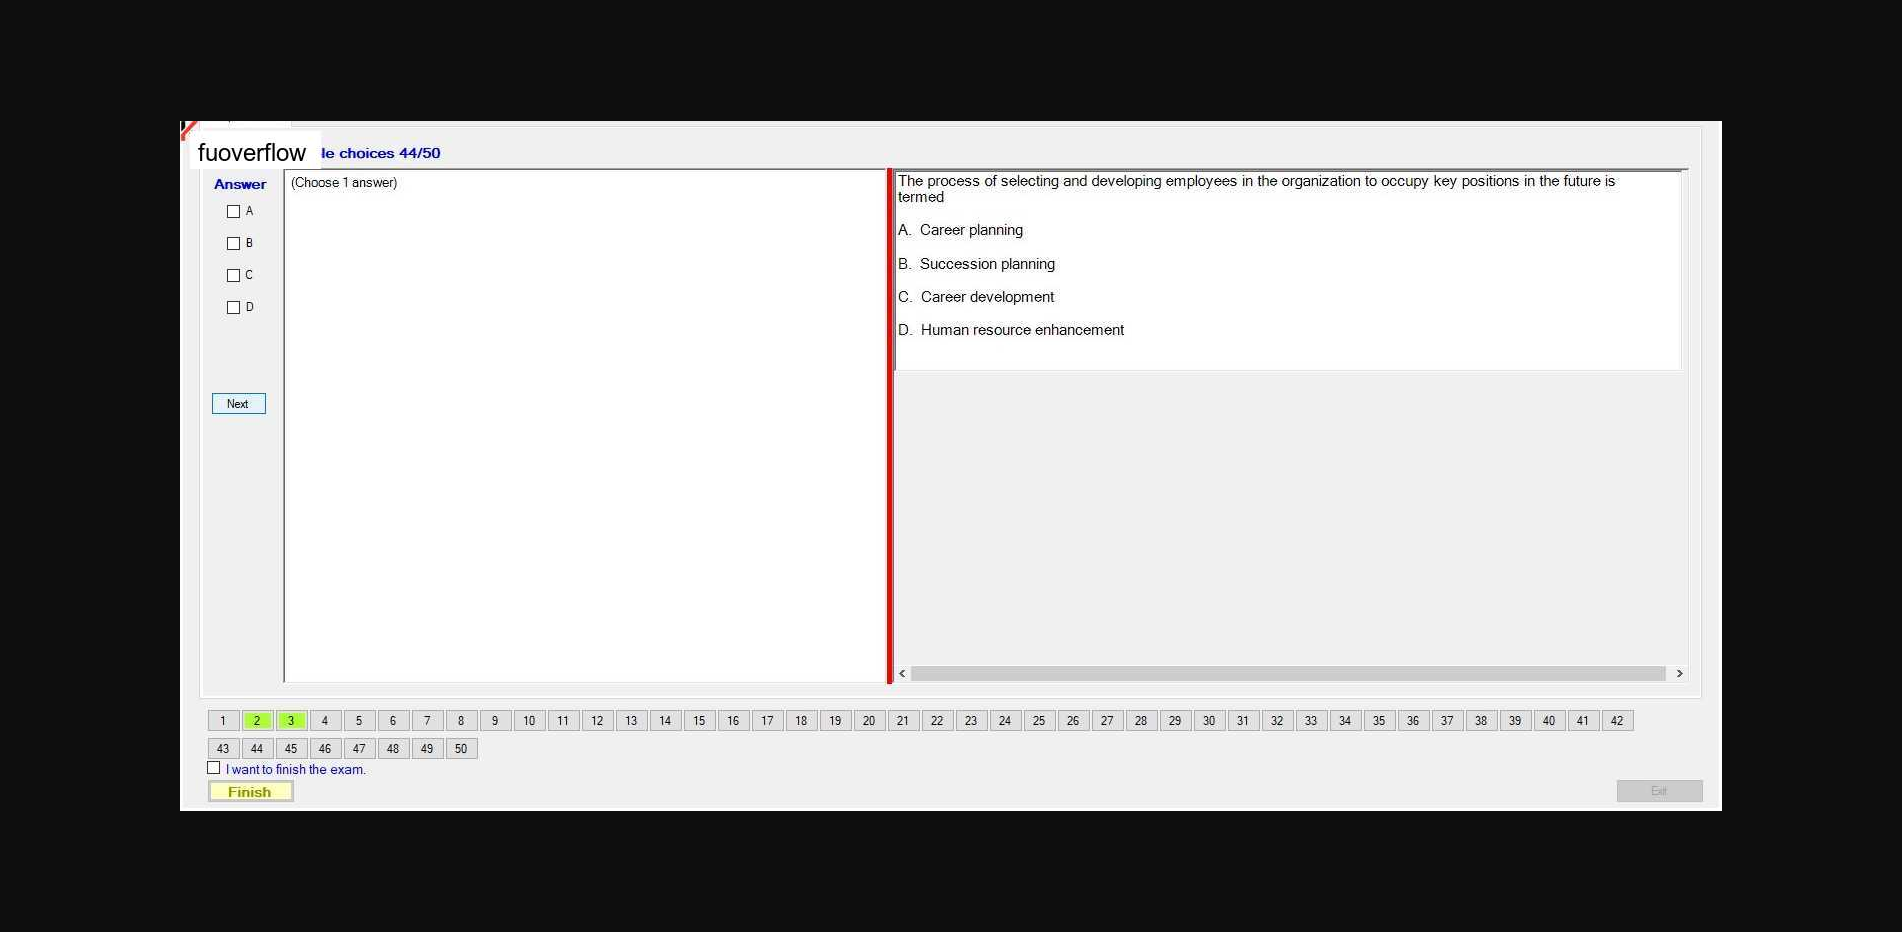 fuoverflow
le choices 44/50
Answer
(Choose 1 answer)
A
B
C
D
Next
The process of selecting and developing employees in the organization to occupy key positions in the future is
termed
A. Career planning
B. Succession planning
C. Career development
D. Human resource enhancement
1 2 3 4 5 6 7 8 9 10 11 12 13 14 15 16 17 18 19 20 21 22 23 24 25 26 27 28 29 30 31 32 33 34 35 36 37 38 39 40 41 42
43 44 45 46 47 48 49 50
I want to finish the exam.
Finish
Exit